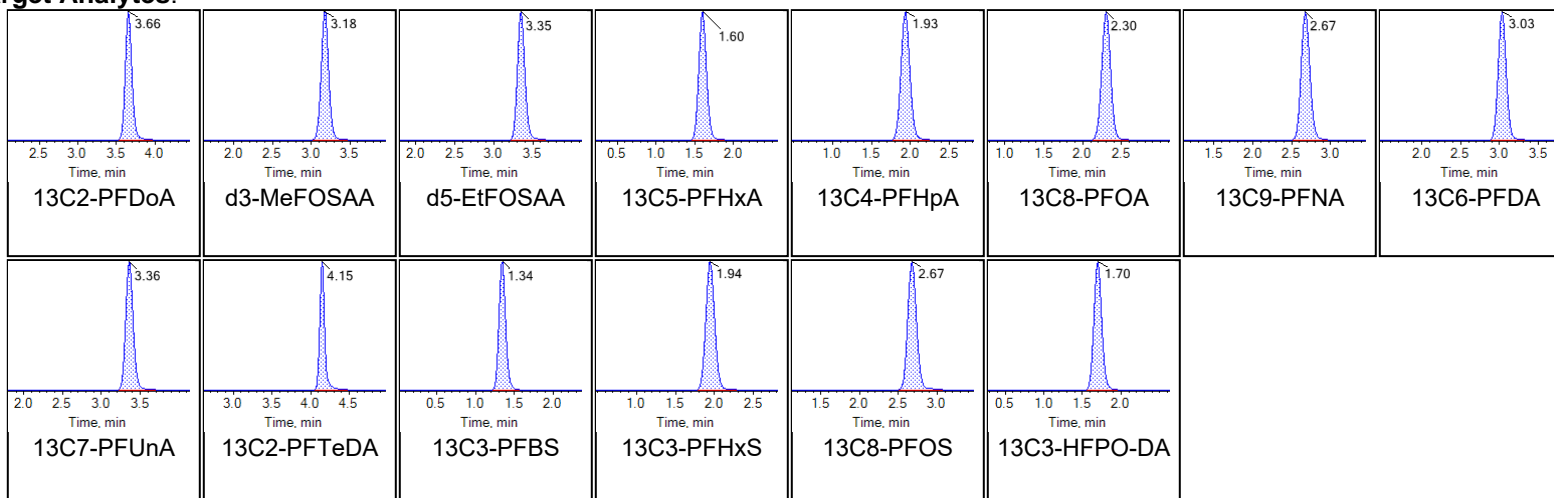 arget Analytes:
3.66 3.18 3.35 1.60 1.93 2.30 2.67 3.03
2.5 3.0 3.5 4.0 2.0 2.5 3.0 3.5 2.0 2.5 3.0 3.5 0.5 1.0 1.5 2.0 1.0 1.5 2.0 2.5 1.0 1.5 2.0 2.5 1.5 2.0 2.5 3.0 2.0 2.5 3.0 3.5
Time, min Time, min Time, min Time, min Time, min Time, min Time, min Time, min
13C2-PFDoA d3-MeFOSAA d5-EtFOSAA 13C5-PFHxA 13C4-PFHpA 13C8-PFOA 13C9-PFNA 13C6-PFDA
3.36 4.15 1.34 1.94 2.67 1.70
2.0 2.5 3.0 3.5 3.0 3.5 4.0 4.5 0.5 1.0 1.5 2.0 1.0 1.5 2.0 2.5 1.5 2.0 2.5 3.0 0.5 1.0 1.5 2.0
Time, min Time, min Time, min Time, min Time, min Time, min
13C7-PFUnA 13C2-PFTeDA 13C3-PFBS 13C3-PFHxS 13C8-PFOS 13C3-HFPO-DA